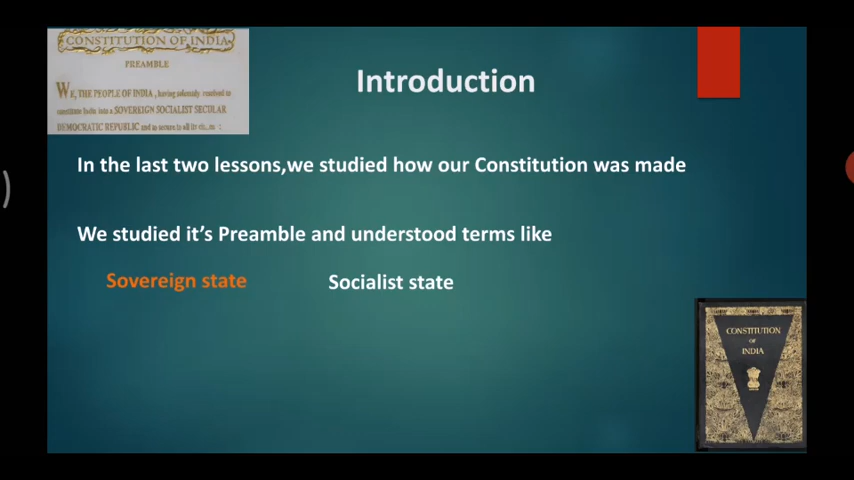 CONSTITUTION OF INDIA
PREAMBLE
WE, THE PEOPLE OF INDIA, having solemnly resolved to
constitute India into a SOVEREIGN SOCIALIST SECULAR
DEMOCRATIC REPUBLIC and to secure to all its
Introduction
In the last two lessons,we studied how our Constitution was made
We studied it's Preamble and understood terms like
Sovereign state Socialist state
CONSTITUTION
OF
INDIA